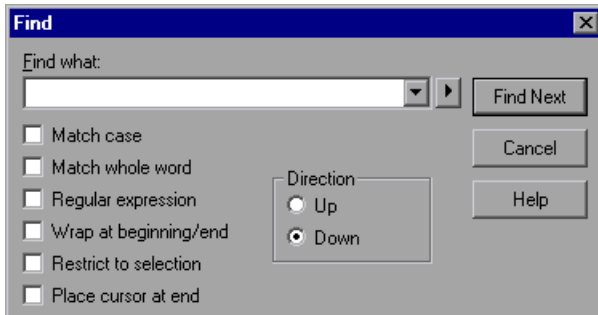 Find
Find what:
Find Next
Match case
Cancel
Match whole word
Direction
Regular expression
Up
Help
Wrap at beginning/end
Down
Restrict to selection
Place cursor at end